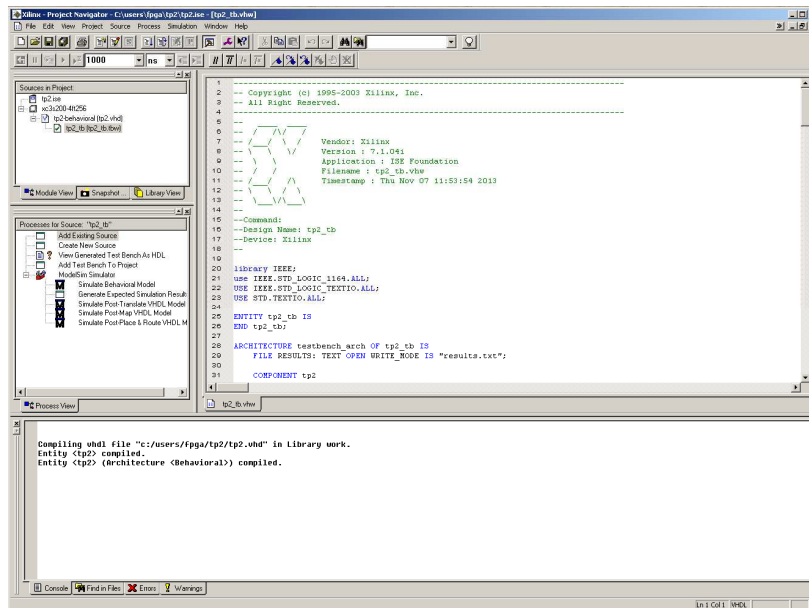 Xilinx - Project Navigator - C:\users\fpga\tp2\tp2.ise - [tp2_tb.vhw]
File Edit View Project Source Process Simulation Window Help
1000 ns
Sources in Project:
tp2.ise
xc3s200-4ft256
tp2-behavioral (tp2.vhd)
tp2_tb (tp2_tb.tbw)
Module View Snapshot ... Library View
Processes for Source: "tp2_tb"
Add Existing Source
Create New Source
View Generated Test Bench As HDL
Add Test Bench To Project
ModelSim Simulator
Simulate Behavioral Model
Generate Expected Simulation Result
Simulate Post-Translate VHDL Model
Simulate Post-Map VHDL Model
Simulate Post-Place & Route VHDL M
Process View
1 --------------------------------------------------------------------------------
2 -- Copyright (c) 1995-2003 Xilinx, Inc.
3 -- All Right Reserved.
4 --------------------------------------------------------------------------------
5 --   ____  ____
6 --  /   /\/   /
7 -- /___/  \  /    Vendor: Xilinx
8 -- \   \   \/     Version : 7.1.04i
9 --  \   \         Application : ISE Foundation
10 --  /   /         Filename : tp2_tb.vhw
11 -- /___/   /\     Timestamp : Thu Nov 07 11:53:54 2013
12 -- \   \  /  \
13 --  \___\/\___\
14 --
15 --Command:
16 --Design Name: tp2_tb
17 --Device: Xilinx
18 --
19
20 library IEEE;
21 use IEEE.STD_LOGIC_1164.ALL;
22 USE IEEE.STD_LOGIC_TEXTIO.ALL;
23 USE STD.TEXTIO.ALL;
24
25 ENTITY tp2_tb IS
26 END tp2_tb;
27
28 ARCHITECTURE testbench_arch OF tp2_tb IS
29 FILE RESULTS: TEXT OPEN WRITE_MODE IS "results.txt";
30
31 COMPONENT tp2
tp2_tb.vhw
Compiling vhdl file "c:/users/fpga/tp2/tp2.vhd" in Library work.
Entity <tp2> compiled.
Entity <tp2> (Architecture <Behavioral>) compiled.
Console Find in Files Errors Warnings
Ln 1 Col 1 VHDL